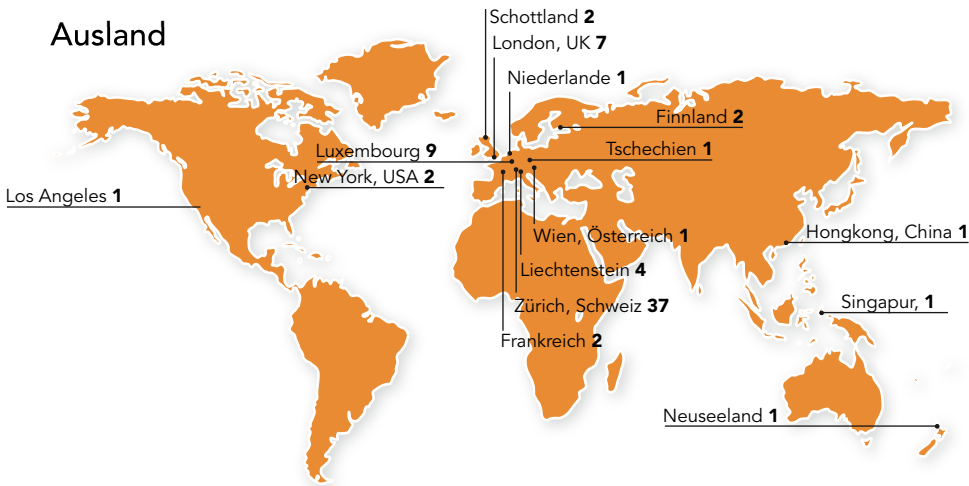 Ausland
Schottland 2
London, UK 7
Niederlande 1
Finnland 2
Tschechien 1
Luxembourg 9
New York, USA 2
Los Angeles 1
Wien, Österreich 1
Hongkong, China 1
Liechtenstein 4
Zürich, Schweiz 37
Singapur, 1
Frankreich 2
Neuseeland 1